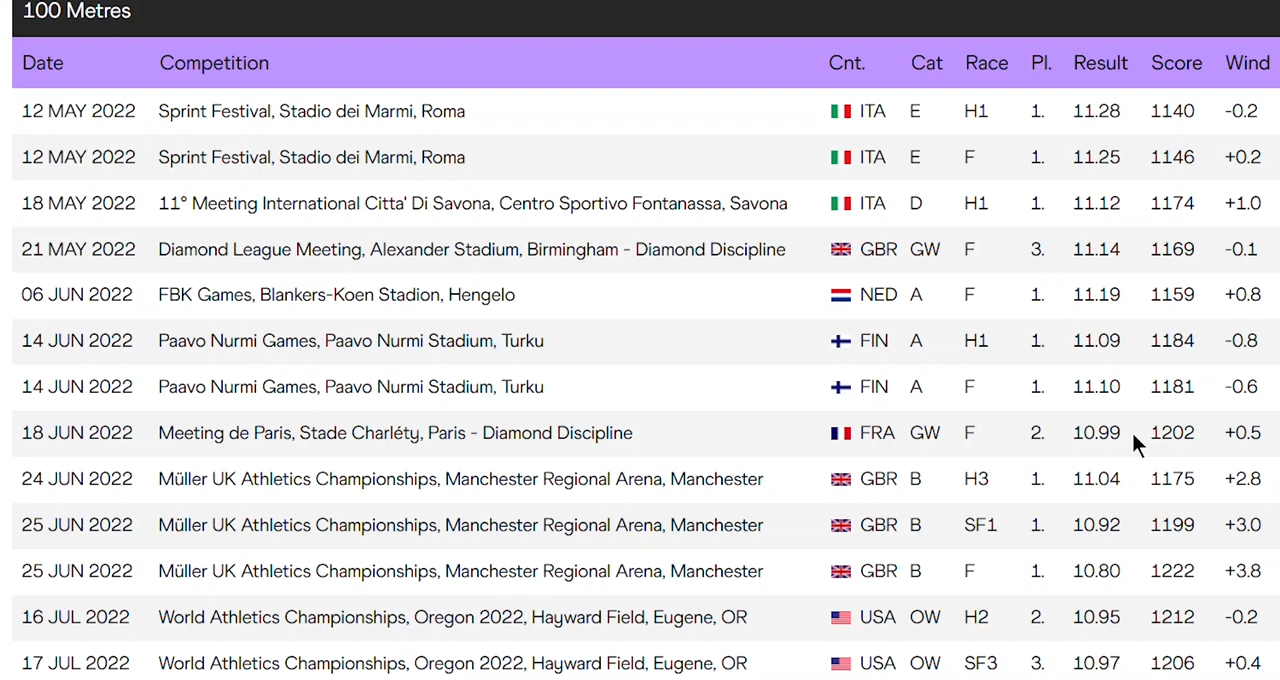 100 Metres
Date Competition Cnt. Cat Race Pl. Result Score Wind
12 MAY 2022 Sprint Festival, Stadio dei Marmi, Roma ITA E H1 1. 11.28 1140 -0.2
12 MAY 2022 Sprint Festival, Stadio dei Marmi, Roma ITA E F 1. 11.25 1146 +0.2
18 MAY 2022 11° Meeting International Citta' Di Savona, Centro Sportivo Fontanassa, Savona ITA D H1 1. 11.12 1174 +1.0
21 MAY 2022 Diamond League Meeting, Alexander Stadium, Birmingham - Diamond Discipline GBR GW F 3. 11.14 1169 -0.1
06 JUN 2022 FBK Games, Blankers-Koen Stadion, Hengelo NED A F 1. 11.19 1159 +0.8
14 JUN 2022 Paavo Nurmi Games, Paavo Nurmi Stadium, Turku FIN A H1 1. 11.09 1184 -0.8
14 JUN 2022 Paavo Nurmi Games, Paavo Nurmi Stadium, Turku FIN A F 1. 11.10 1181 -0.6
18 JUN 2022 Meeting de Paris, Stade Charléty, Paris - Diamond Discipline FRA GW F 2. 10.99 1202 +0.5
24 JUN 2022 Müller UK Athletics Championships, Manchester Regional Arena, Manchester GBR B H3 1. 11.04 1175 +2.8
25 JUN 2022 Müller UK Athletics Championships, Manchester Regional Arena, Manchester GBR B SF1 1. 10.92 1199 +3.0
25 JUN 2022 Müller UK Athletics Championships, Manchester Regional Arena, Manchester GBR B F 1. 10.80 1222 +3.8
16 JUL 2022 World Athletics Championships, Oregon 2022, Hayward Field, Eugene, OR USA OW H2 2. 10.95 1212 -0.2
17 JUL 2022 World Athletics Championships, Oregon 2022, Hayward Field, Eugene, OR USA OW SF3 3. 10.97 1206 +0.4